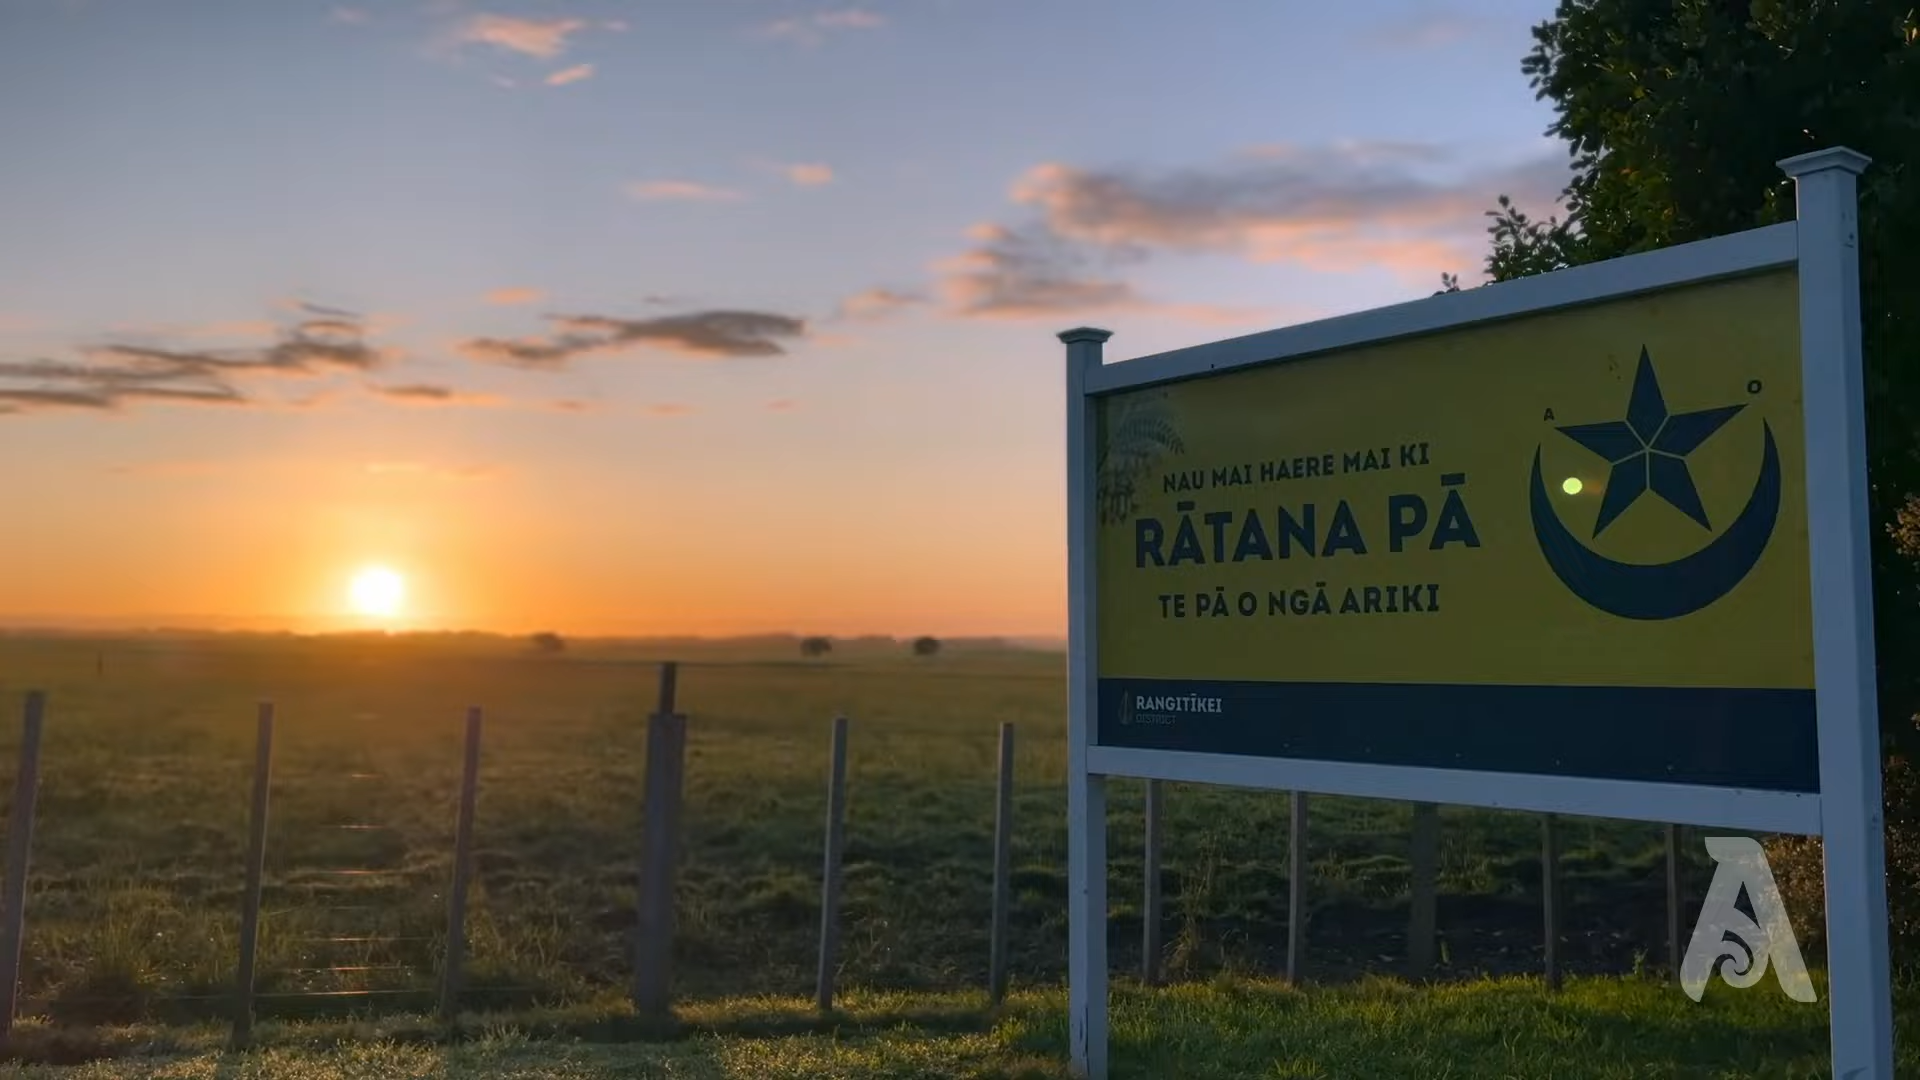 A
O
NAU MAI HAERE MAI KI
RĀTANA PĀ
TE PĀ O NGĀ ARIKI
RANGITĪKEI
DISTRICT
A